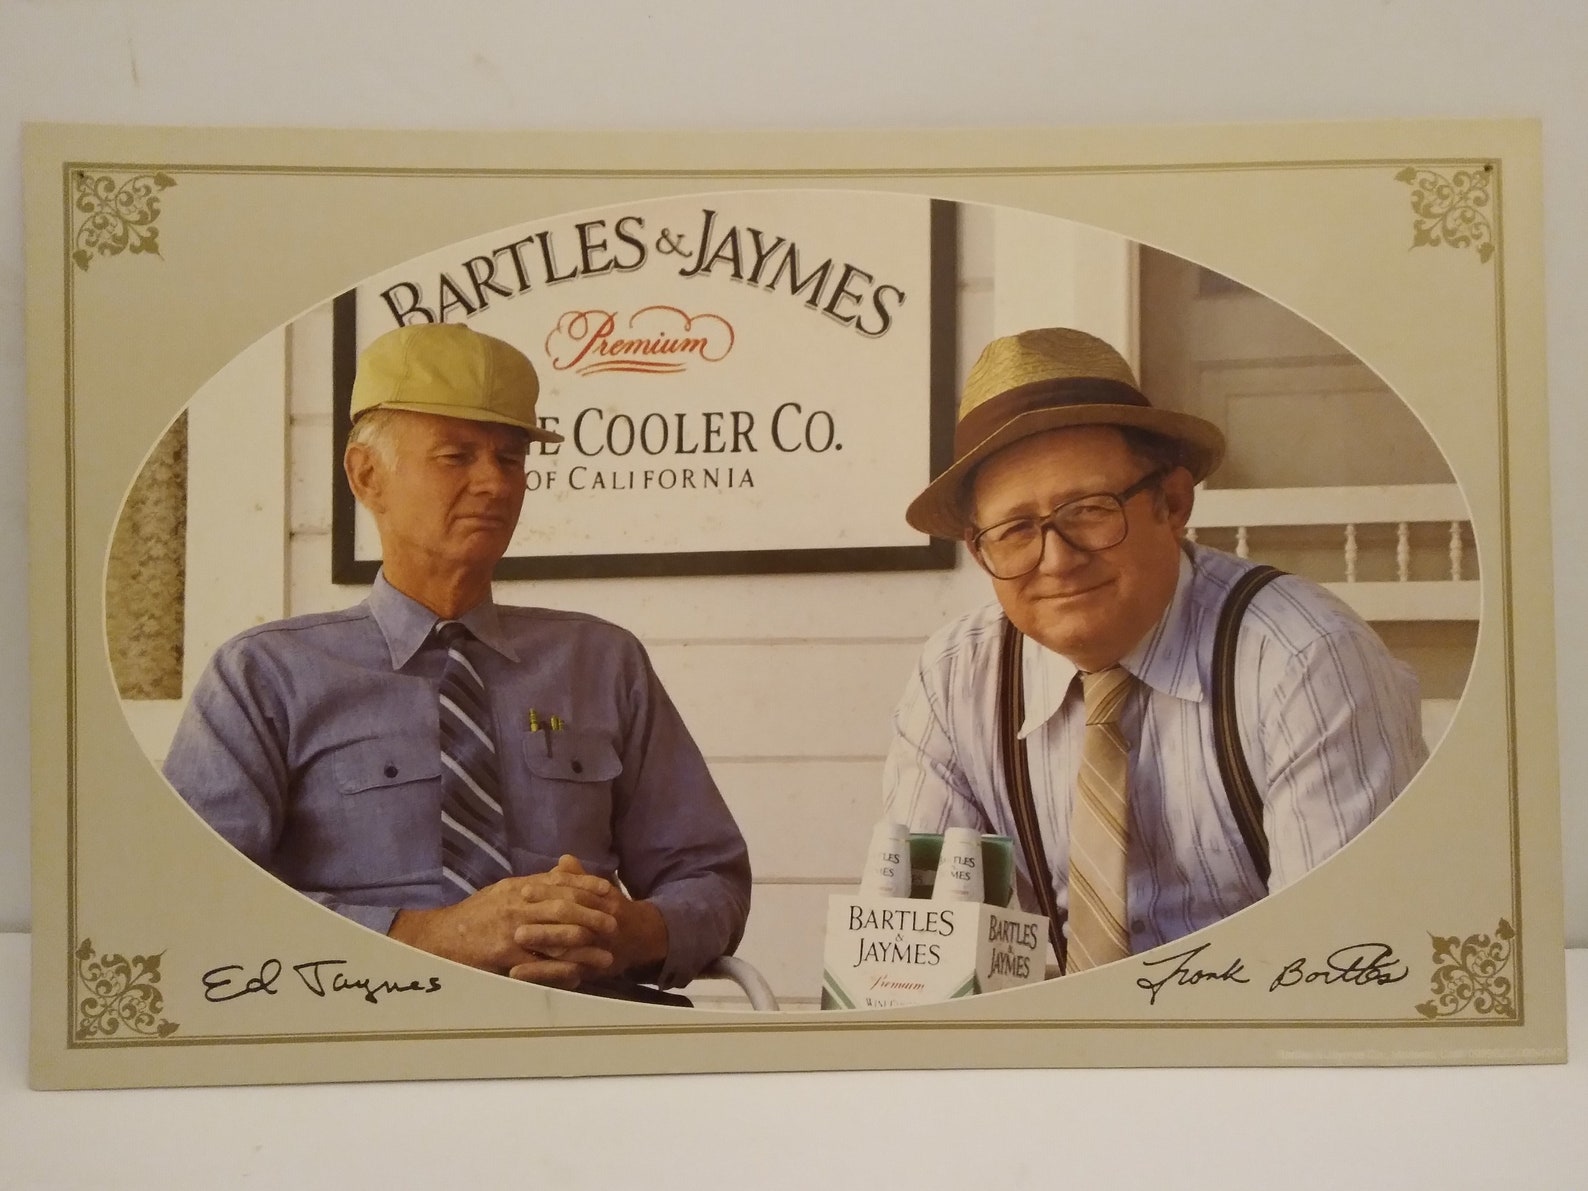 BARTLES & JAYMES
Premium
E COOLER CO.
OF CALIFORNIA
BARTLES
& JAYMES
Premium
BARTLES
& JAYMES
Ed Jaymes
Frank Bartles